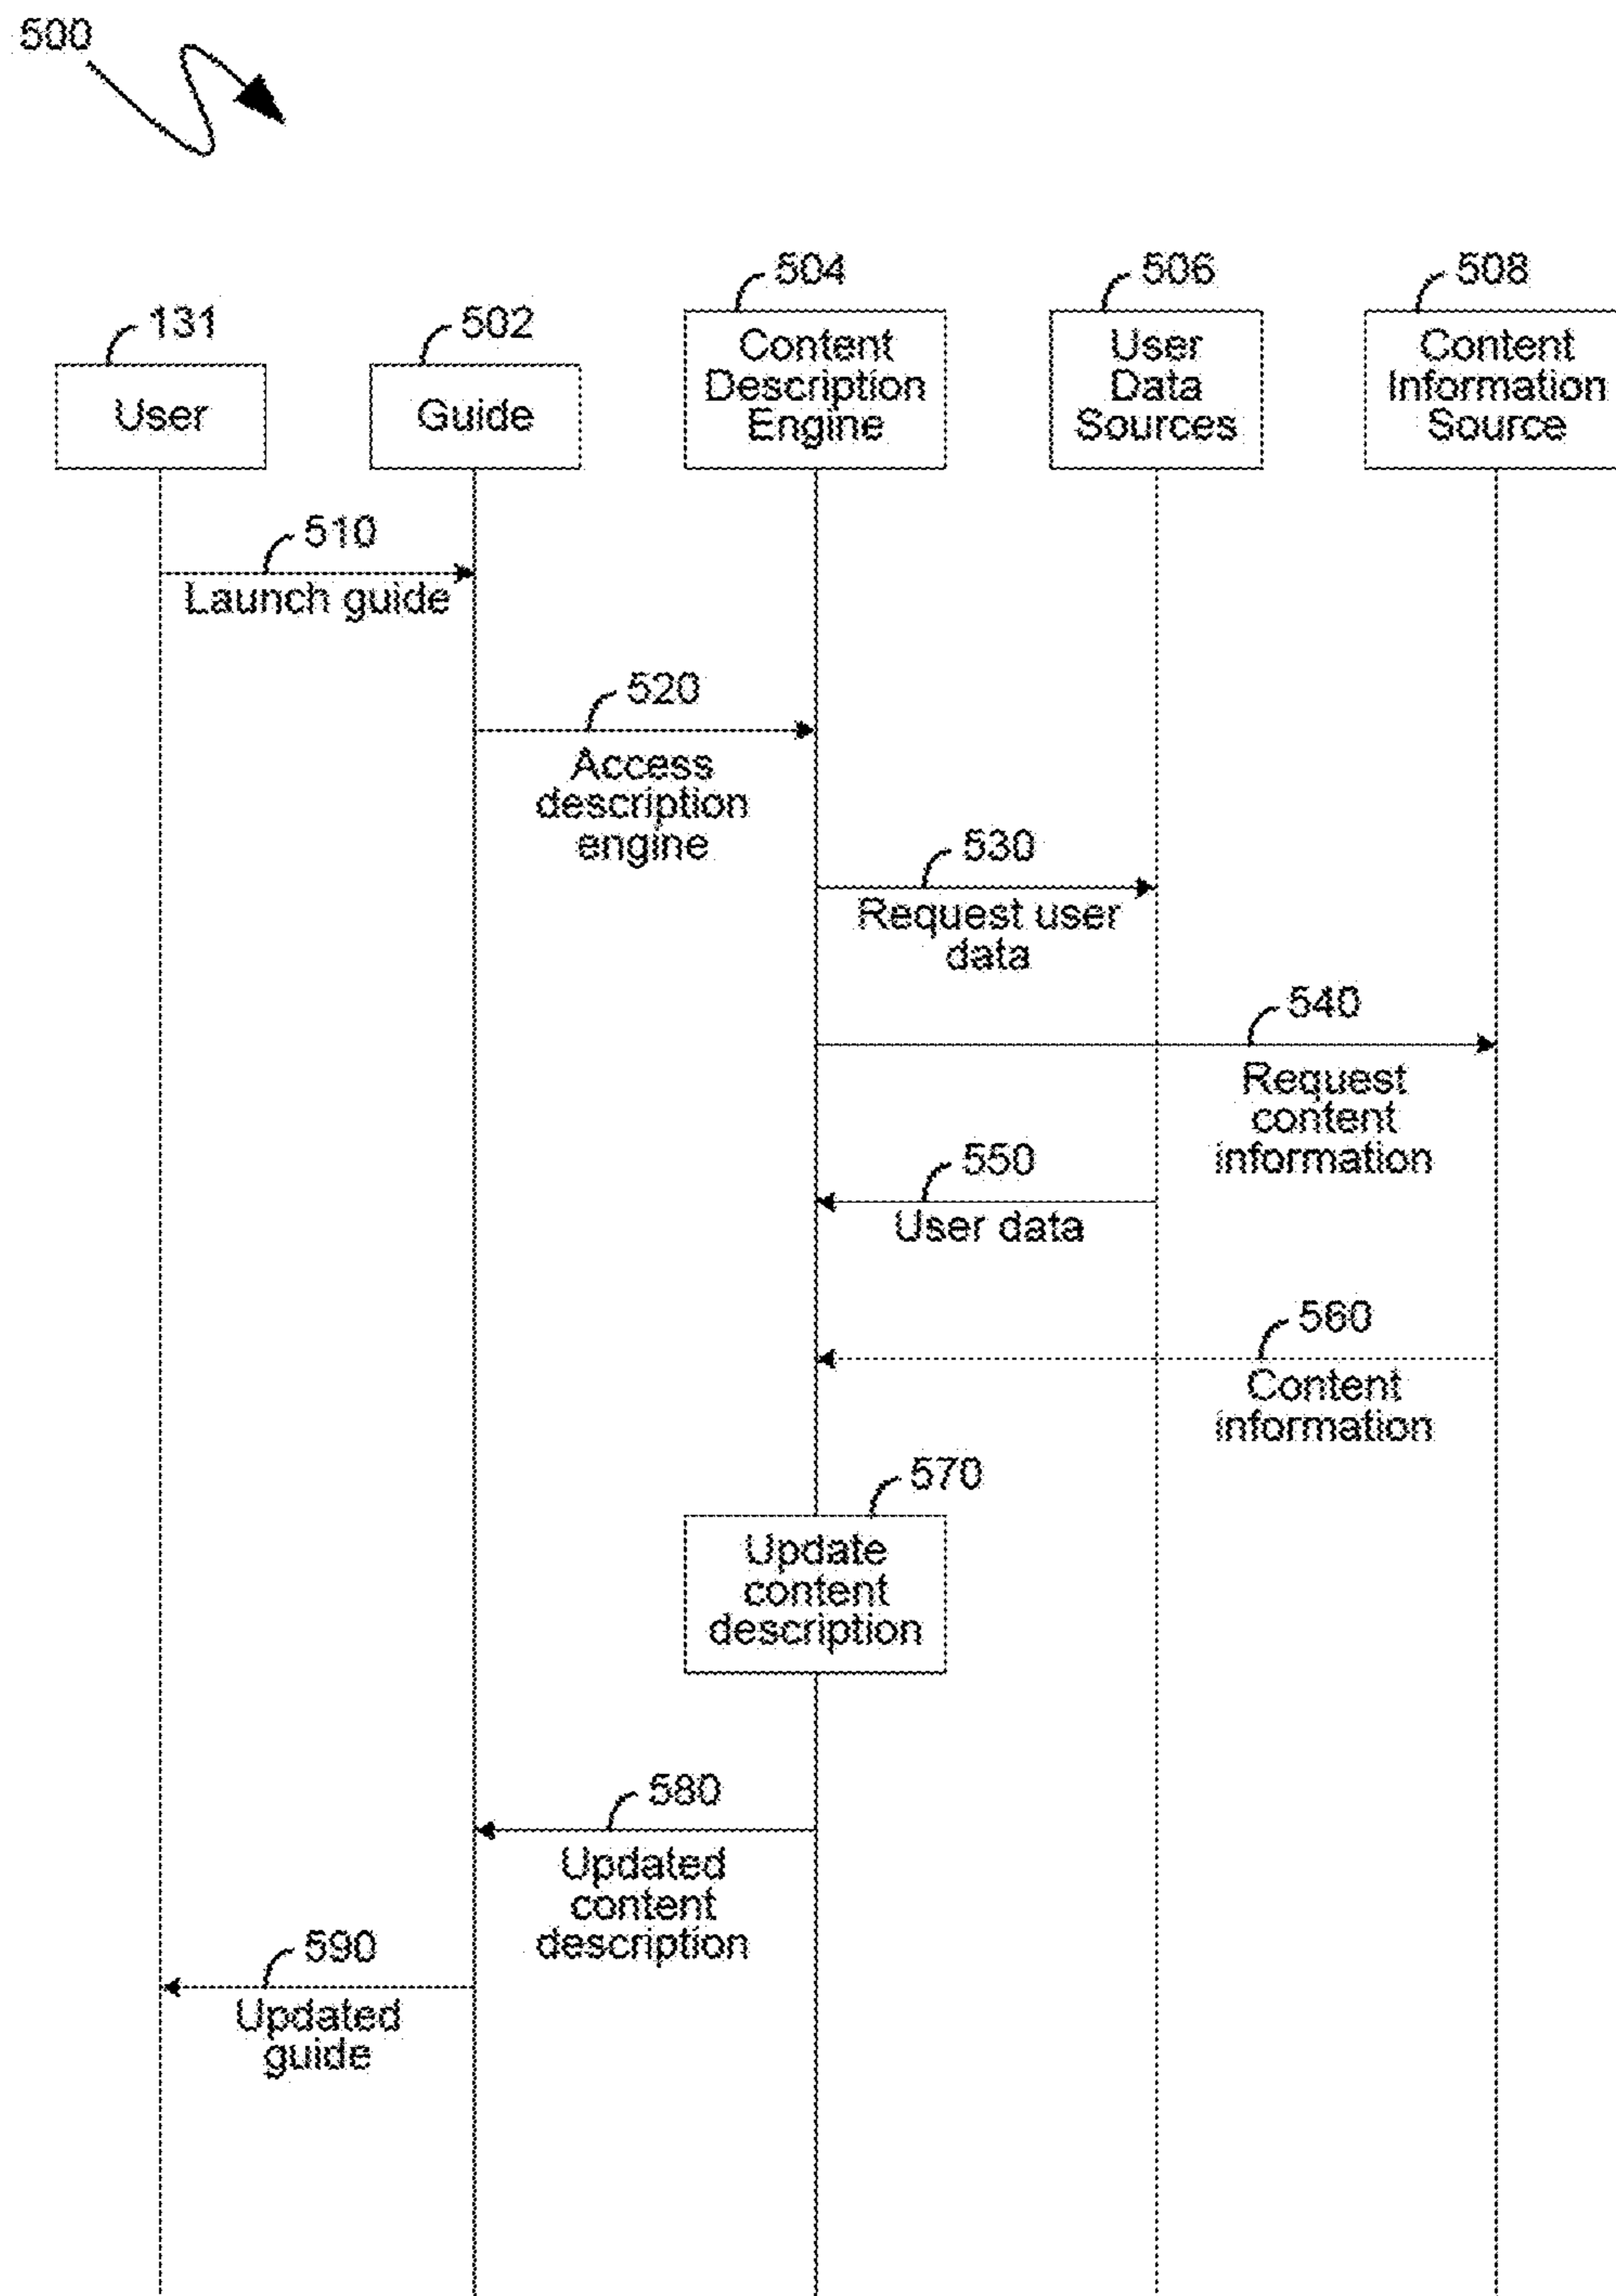 500
131
User
502
Guide
504
Content
Description
Engine
506
User
Data
Sources
508
Content
Information
Source
510
Launch guide
520
Access
description
engine
530
Request user
data
540
Request
content
information
550
User data
560
Content
information
570
Update
content
description
580
Updated
content
description
590
Updated
guide